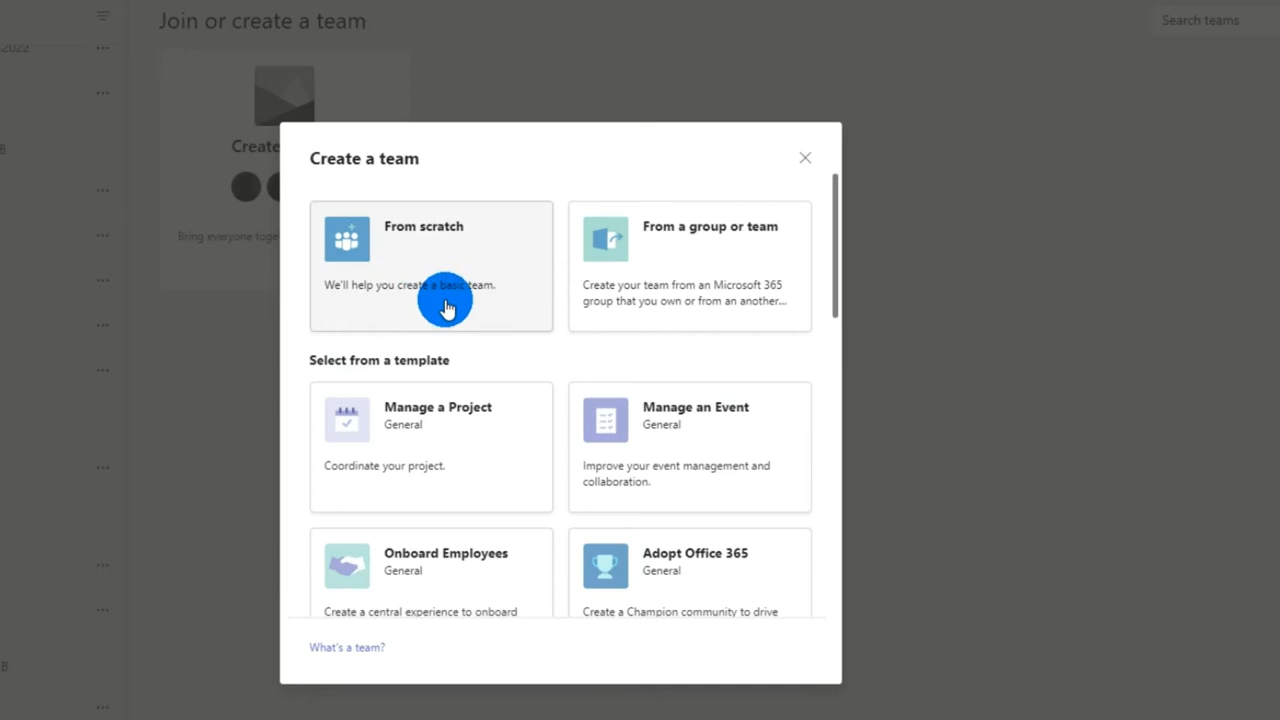 Join or create a team
Search teams
2022
B
Create
Bring everyone toge
Create a team
From scratch
We'll help you create a basic team.
From a group or team
Create your team from an Microsoft 365
group that you own or from an another...
Select from a template
Manage a Project
General
Coordinate your project.
Manage an Event
General
Improve your event management and
collaboration.
Onboard Employees
General
Create a central experience to onboard
Adopt Office 365
General
Create a Champion community to drive
What's a team?
B